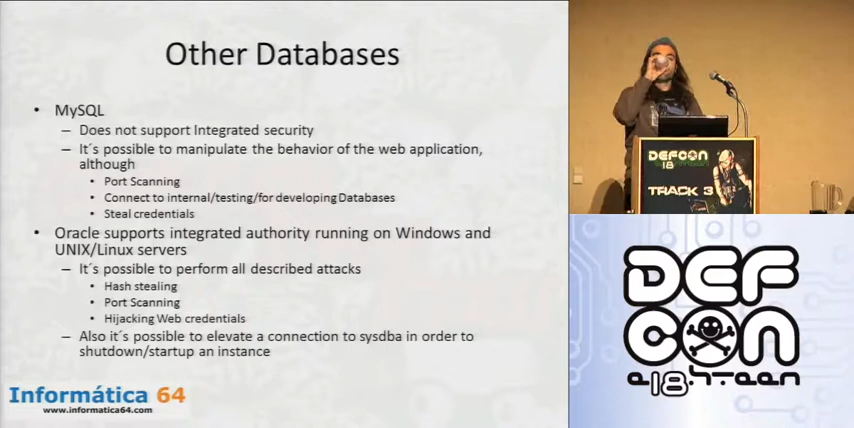 Other Databases
• MySQL
– Does not support Integrated security
– It´s possible to manipulate the behavior of the web application,
although
• Port Scanning
• Connect to internal/testing/for developing Databases
• Steal credentials
• Oracle supports integrated authority running on Windows and
UNIX/Linux servers
– It´s possible to perform all described attacks
• Hash stealing
• Port Scanning
• Hijacking Web credentials
– Also it´s possible to elevate a connection to sysdba in order to
shutdown/startup an instance
Informática 64
www.informatica64.com
DEFCON
18
TRACK 3
DEF
CON
e.18.h.teen